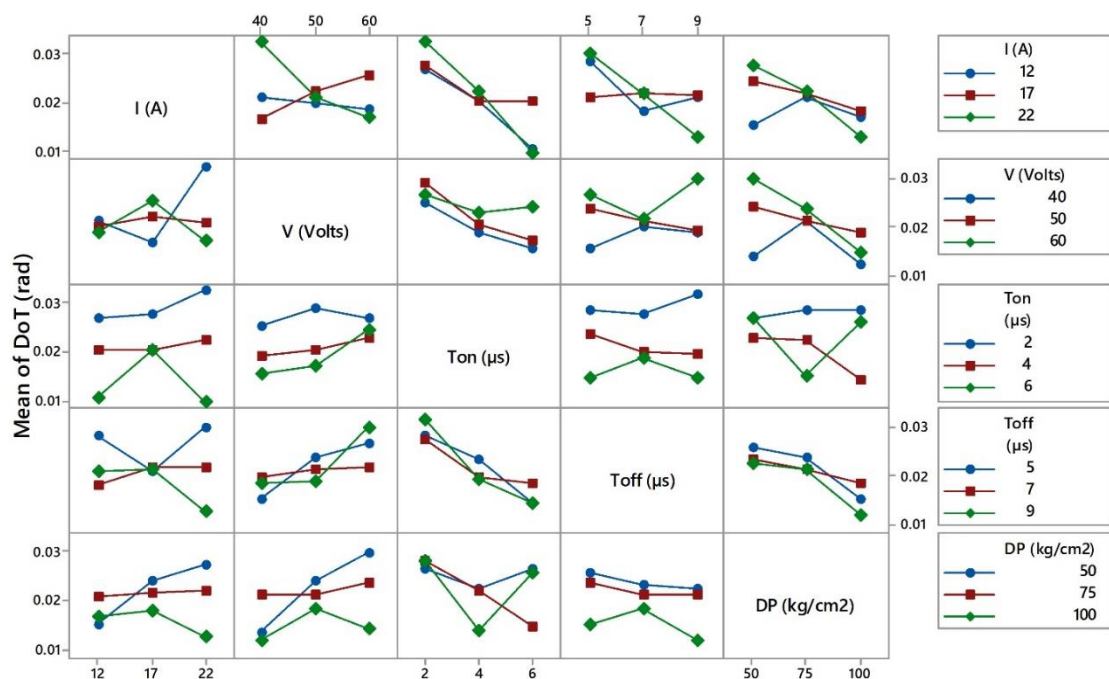 40 50 60 5 7 9
0.03
0.02
0.01
I (A)
I (A)
12
17
22
V (Volts)
0.03
0.02
0.01
V (Volts)
40
50
60
Mean of DoT (rad)
0.03
0.02
0.01
Ton (µs)
Ton
(µs)
2
4
6
Toff (µs)
0.03
0.02
0.01
Toff
(µs)
5
7
9
0.03
0.02
0.01
DP (kg/cm2)
DP (kg/cm2)
50
75
100
12 17 22 2 4 6 50 75 100